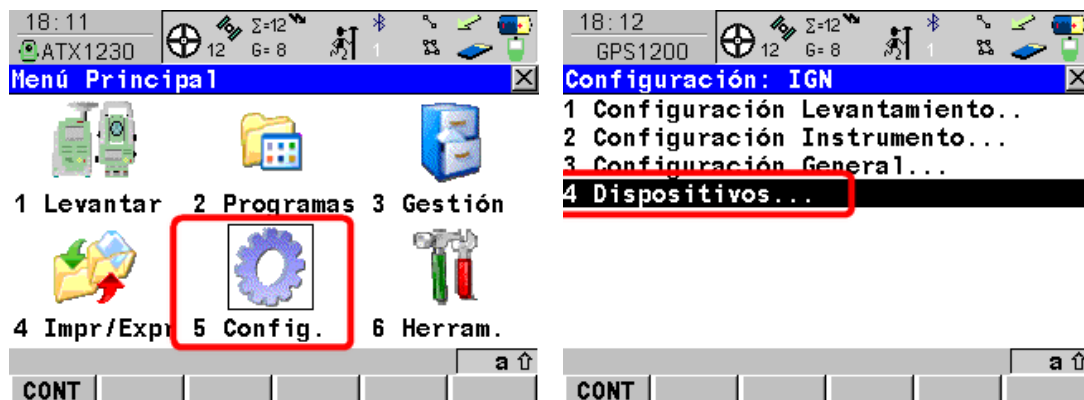 18:11
ATX1230
12
Σ=12
G= 8
1
Menú Principal
1 Levantar 2 Programas 3 Gestión
4 Impr/Expr 5 Config. 6 Herram.
a
CONT
18:12
GPS1200
12
Σ=12
G= 8
1
Configuración: IGN
1 Configuración Levantamiento..
2 Configuración Instrumento...
3 Configuración General...
4 Dispositivos...
a
CONT